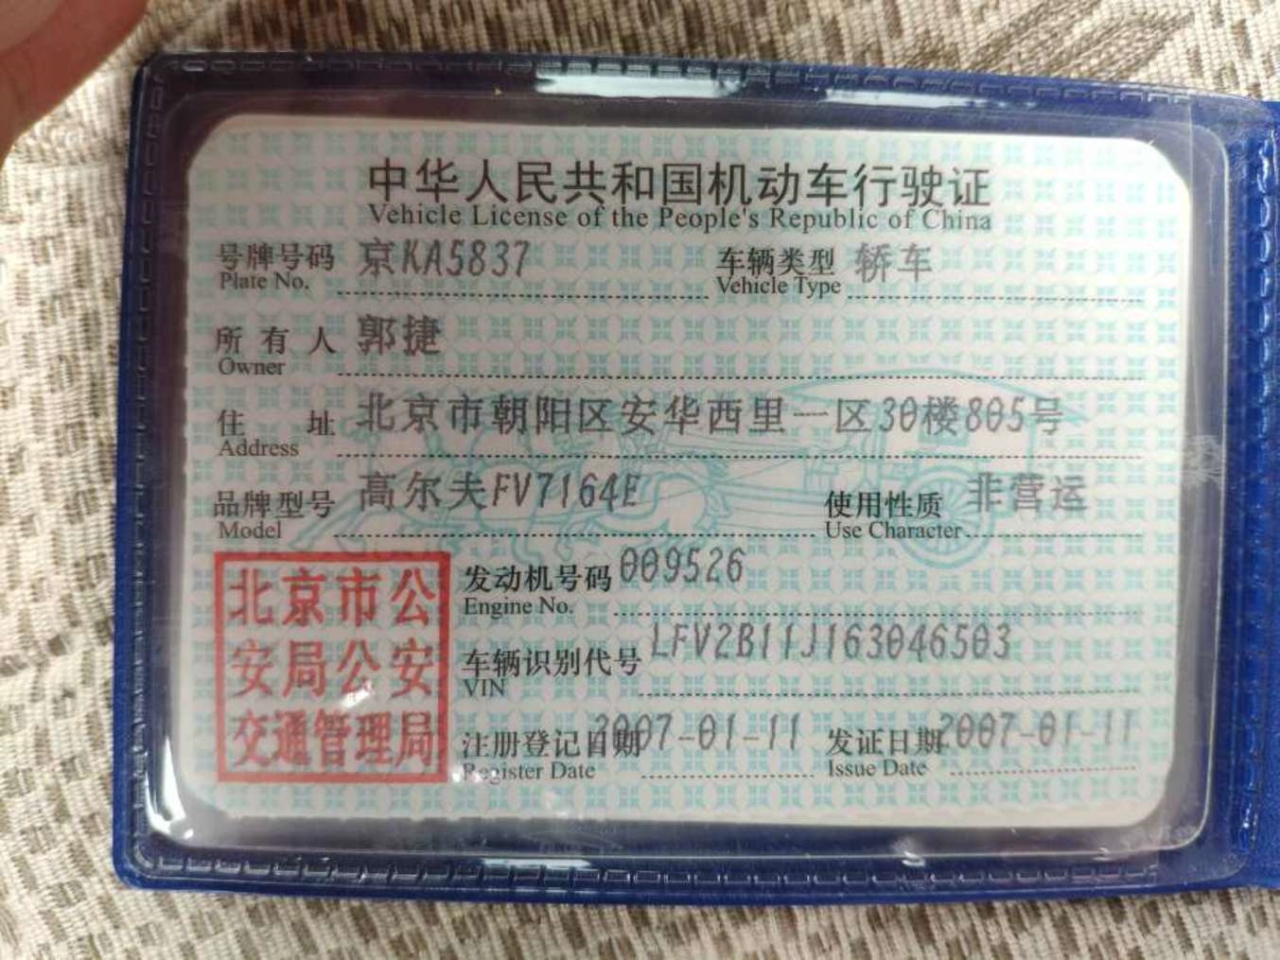 中华人民共和国机动车行驶证
Vehicle License of the People's Republic of China
号牌号码 京KA5837 车辆类型 轿车
Plate No. Vehicle Type
所有人 郭捷
Owner
住址 北京市朝阳区安华西里一区30楼805号
Address
品牌型号 高尔夫FV7164E 使用性质 非营运
Model Use Character
发动机号码 009526
Engine No.
车辆识别代号 LFV2B11J163046503
VIN
注册登记日期 2007-01-11 发证日期 2007-01-11
Register Date Issue Date
北京市公
安局公安
交通管理局